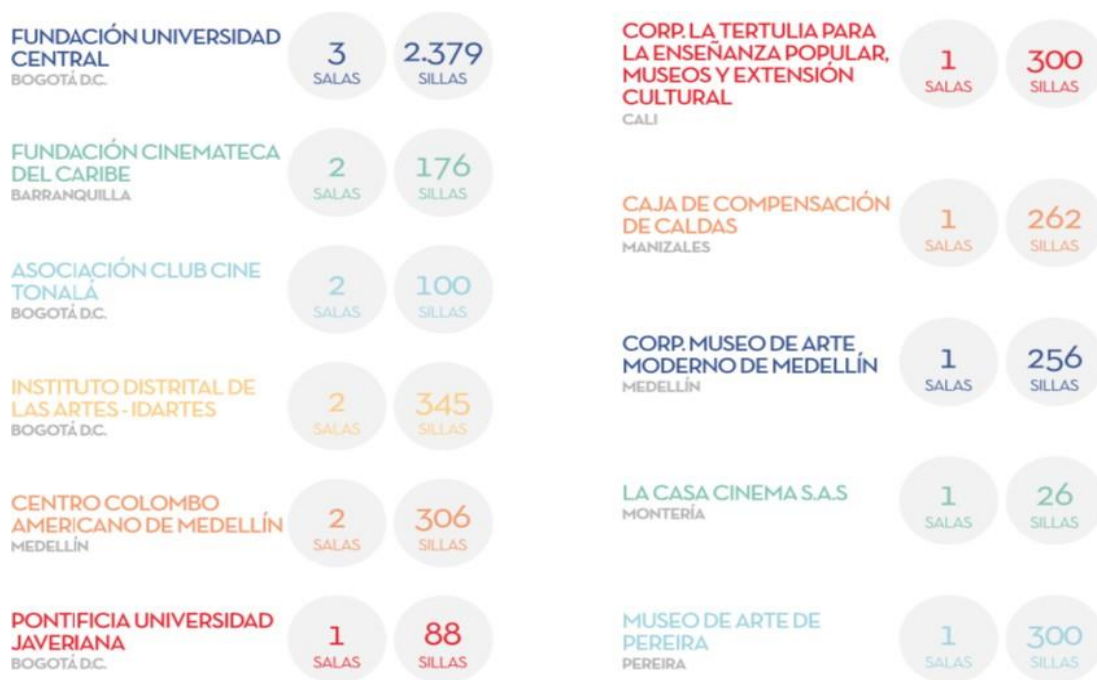 FUNDACIÓN UNIVERSIDAD
CENTRAL
BOGOTÁ D.C.
3
SALAS
2.379
SILLAS
FUNDACIÓN CINEMATECA
DEL CARIBE
BARRANQUILLA
2
SALAS
176
SILLAS
ASOCIACIÓN CLUB CINE
TONALÁ
BOGOTÁ D.C.
2
SALAS
100
SILLAS
INSTITUTO DISTRITAL DE
LAS ARTES - IDARTES
BOGOTÁ D.C.
2
SALAS
345
SILLAS
CENTRO COLOMBO
AMERICANO DE MEDELLÍN
MEDELLÍN
2
SALAS
306
SILLAS
PONTIFICIA UNIVERSIDAD
JAVERIANA
BOGOTÁ D.C.
1
SALAS
88
SILLAS
CORP. LA TERTULIA PARA
LA ENSEÑANZA POPULAR,
MUSEOS Y EXTENSIÓN
CULTURAL
CALI
1
SALAS
300
SILLAS
CAJA DE COMPENSACIÓN
DE CALDAS
MANIZALES
1
SALAS
262
SILLAS
CORP. MUSEO DE ARTE
MODERNO DE MEDELLÍN
MEDELLÍN
1
SALAS
256
SILLAS
LA CASA CINEMA S.A.S
MONTERÍA
1
SALAS
26
SILLAS
MUSEO DE ARTE DE
PEREIRA
PEREIRA
1
SALAS
300
SILLAS